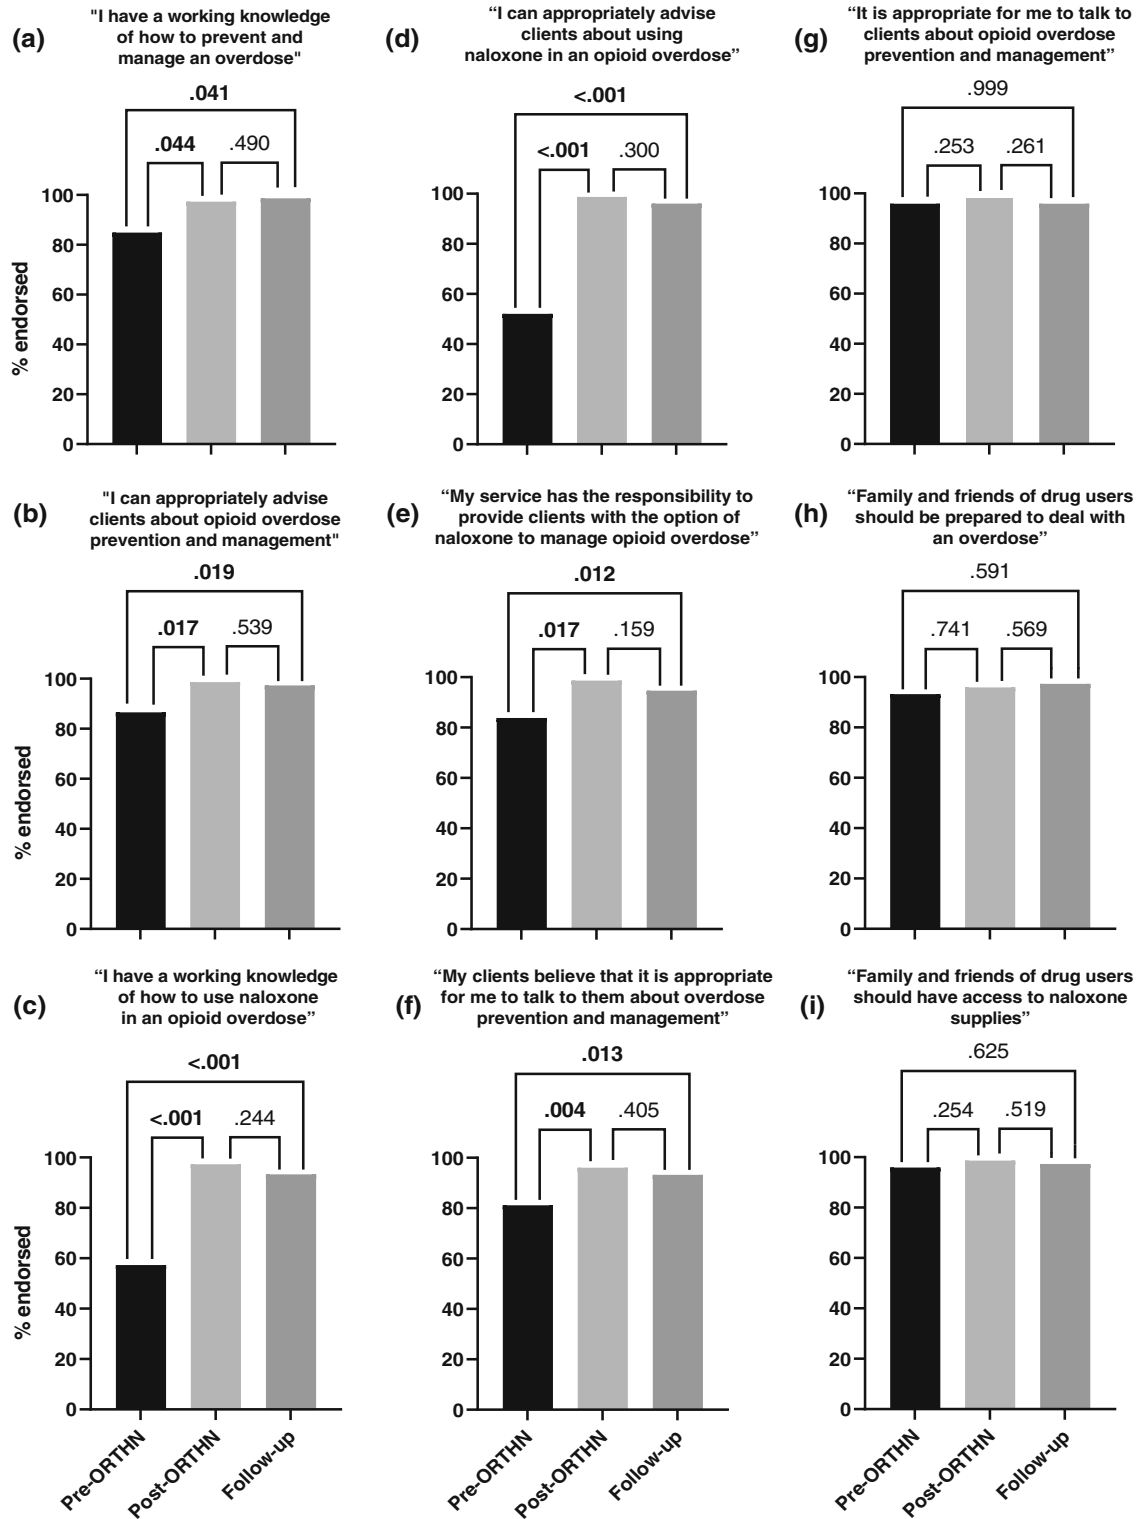 (a)
"I have a working knowledge
of how to prevent and
manage an overdose"
.041
.044
.490
% endorsed
100
80
60
40
20
0
(d)
“I can appropriately advise
clients about using
naloxone in an opioid overdose”
<.001
<.001
.300
100
80
60
40
20
0
(g)
“It is appropriate for me to talk to
clients about opioid overdose
prevention and management”
.999
.253
.261
100
80
60
40
20
0
(b)
"I can appropriately advise
clients about opioid overdose
prevention and management"
.019
.017
.539
% endorsed
100
80
60
40
20
0
(e)
“My service has the responsibility to
provide clients with the option of
naloxone to manage opioid overdose”
.012
.017
.159
100
80
60
40
20
0
(h)
“Family and friends of drug users
should be prepared to deal with
an overdose”
.591
.741
.569
100
80
60
40
20
0
(c)
“I have a working knowledge
of how to use naloxone
in an opioid overdose”
<.001
<.001
.244
% endorsed
100
80
60
40
20
0
Pre-ORTHN
Post-ORTHN
Follow-up
(f)
“My clients believe that it is appropriate
for me to talk to them about overdose
prevention and management”
.013
.004
.405
100
80
60
40
20
0
Pre-ORTHN
Post-ORTHN
Follow-up
(i)
“Family and friends of drug users
should have access to naloxone
supplies”
.625
.254
.519
100
80
60
40
20
0
Pre-ORTHN
Post-ORTHN
Follow-up